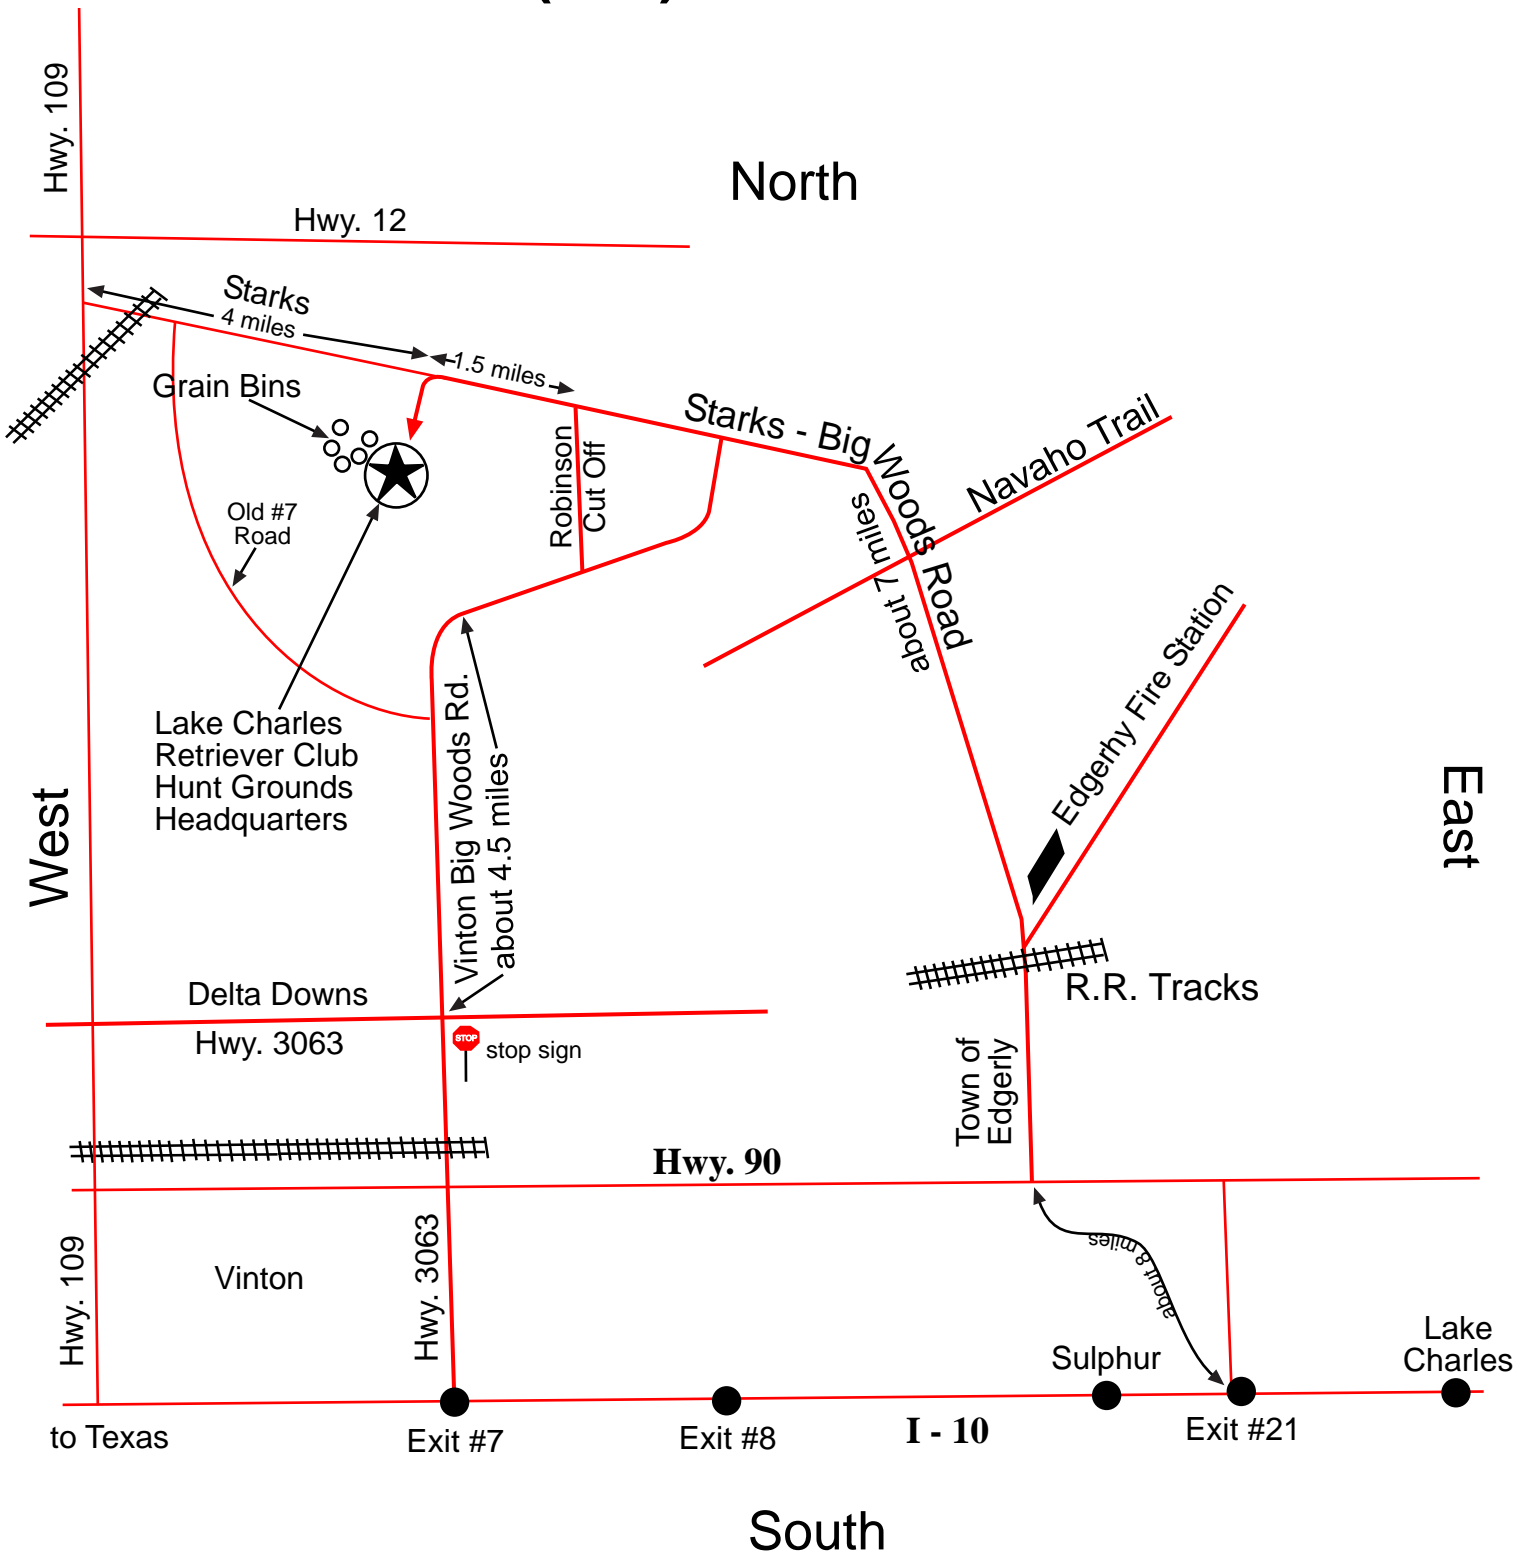 Hwy. 109
North
Hwy. 12
Starks
4 miles
1.5 miles
Grain Bins
Starks - Big Woods Road
about 7 miles
Navaho Trail
Robinson
Cut Off
Old #7
Road
Edgerhy Fire Station
Lake Charles
Retriever Club
Hunt Grounds
Headquarters
Vinton Big Woods Rd.
about 4.5 miles
West
East
R.R. Tracks
Delta Downs
Hwy. 3063
STOP
stop sign
Town of
Edgerly
Hwy. 90
Hwy. 109
Vinton
Hwy. 3063
about 8 miles
Sulphur
Lake
Charles
to Texas
Exit #7
Exit #8
I - 10
Exit #21
South